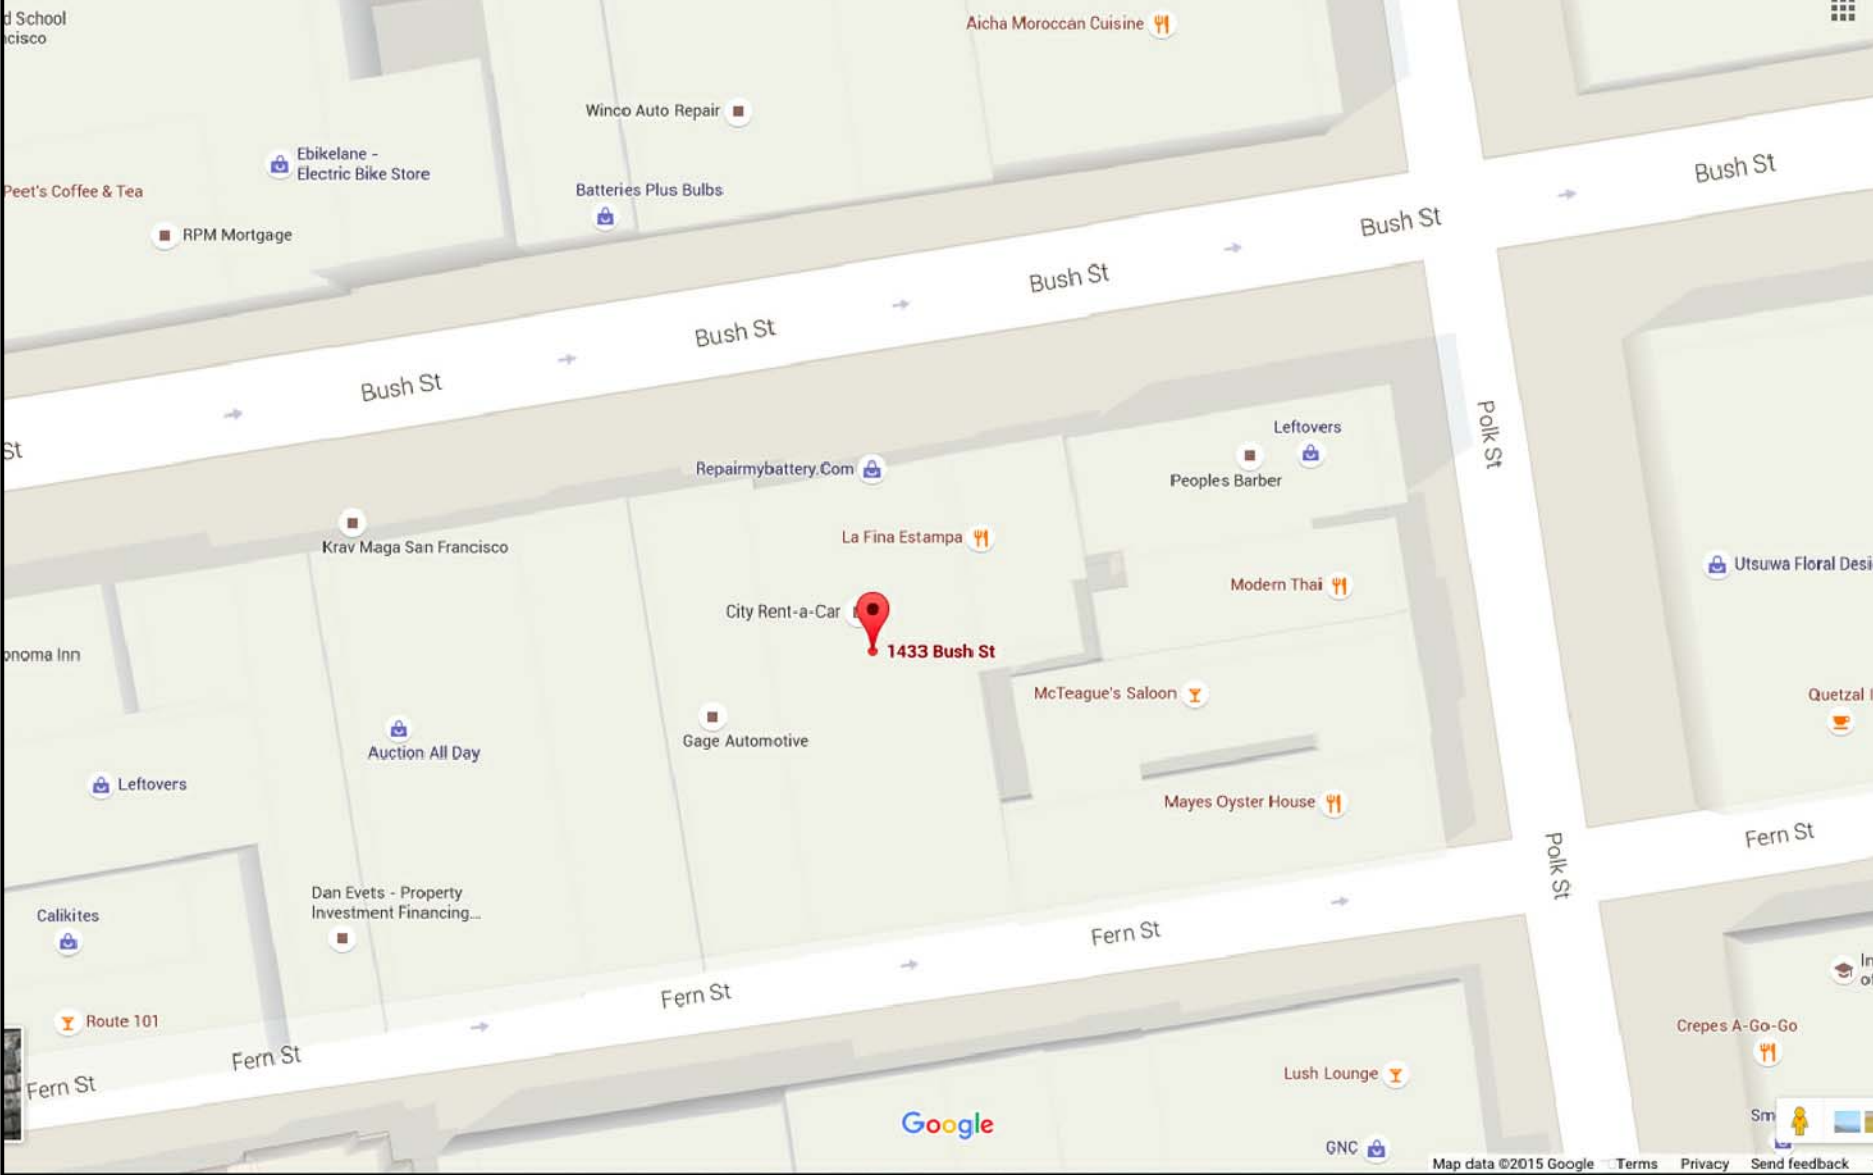 d School
cisco
Aicha Moroccan Cuisine
Winco Auto Repair
Ebikelane -
Electric Bike Store
Peet's Coffee & Tea
Batteries Plus Bulbs
RPM Mortgage
Bush St
Bush St
Bush St
Bush St
Bush St
St
Polk St
Leftovers
Peoples Barber
Repairmybattery.Com
Krav Maga San Francisco
La Fina Estampa
Modern Thai
Utsuwa Floral Desi
City Rent-a-Car
1433 Bush St
onoma Inn
McTeague's Saloon
Quetzal I
Gage Automotive
Auction All Day
Leftovers
Mayes Oyster House
Fern St
Polk St
Dan Evets - Property
Investment Financing...
Calikites
Fern St
Fern St
Route 101
Fern St
Fern St
In
of
Crepes A-Go-Go
Lush Lounge
Google
Sm
GNC
Map data ©2015 Google Terms Privacy Send feedback